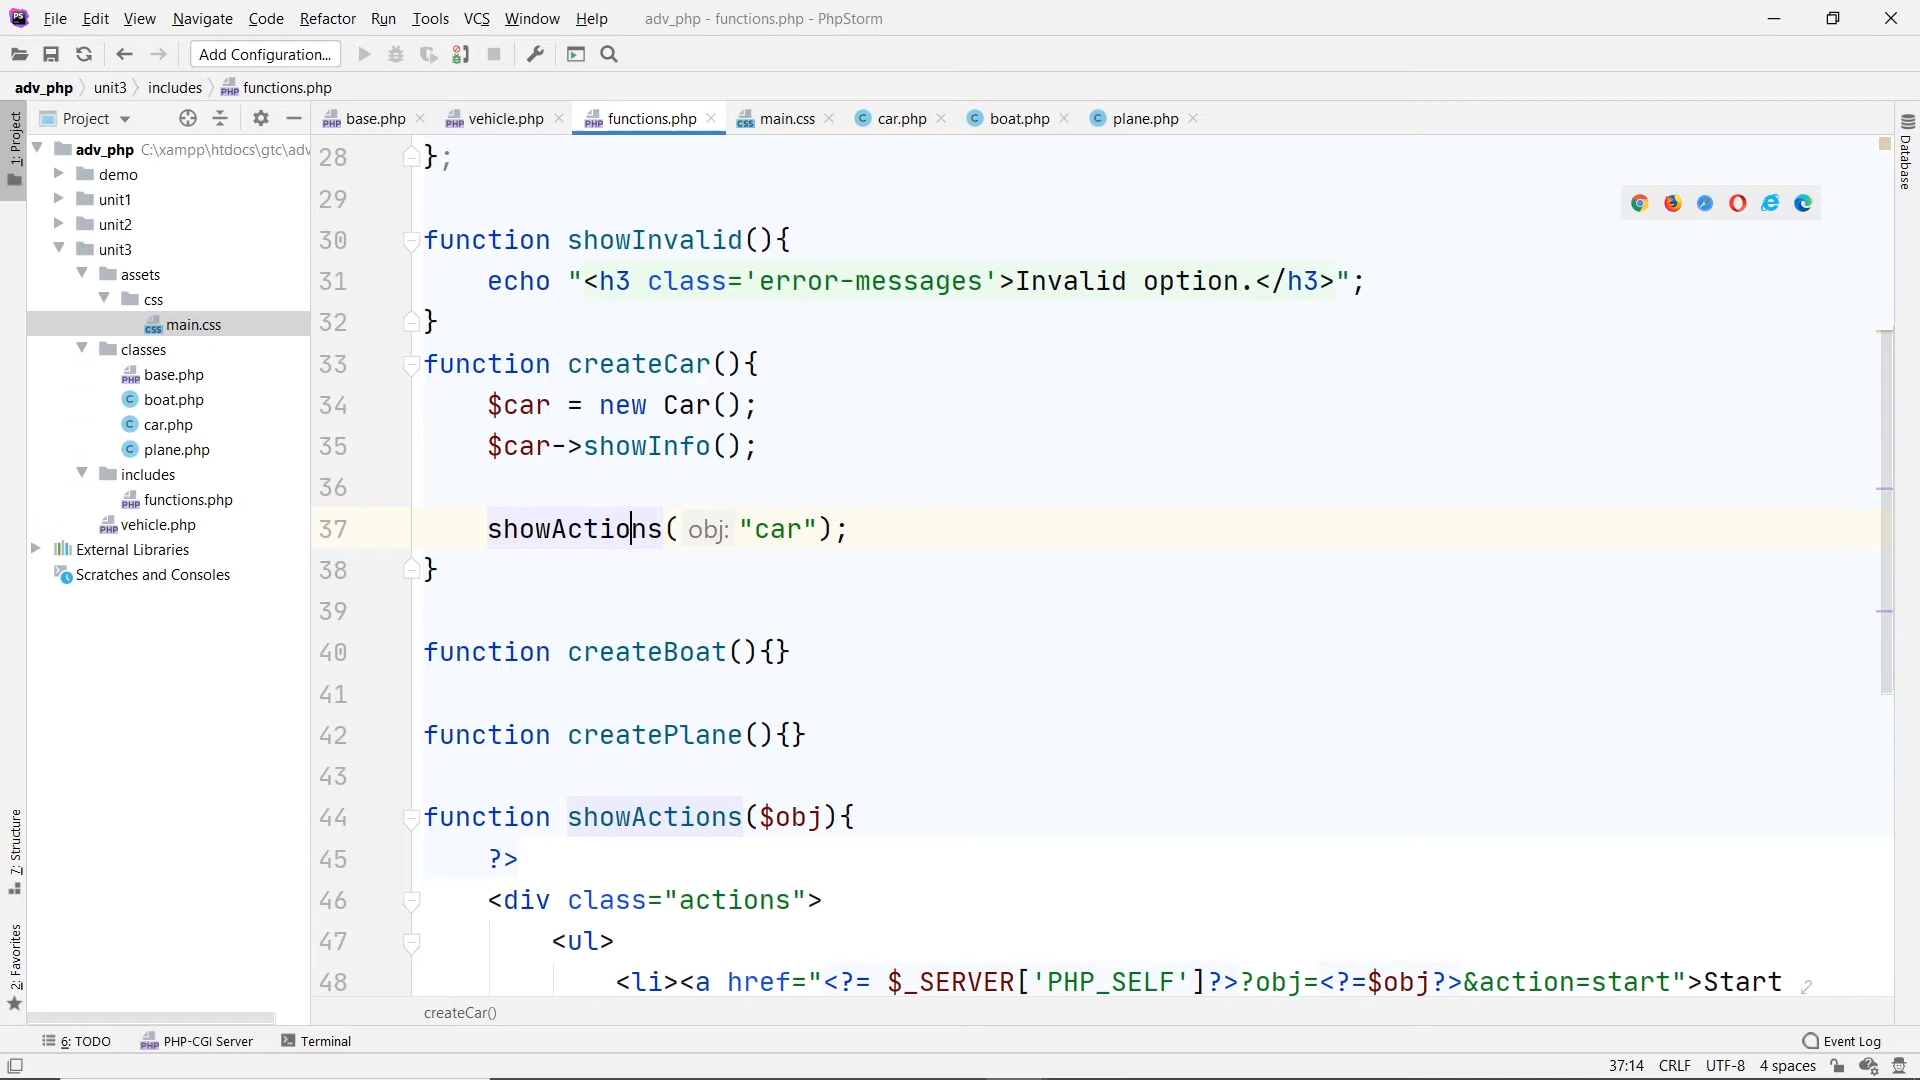 File Edit View Navigate Code Refactor Run Tools VCS Window Help adv_php - functions.php - PhpStorm
Add Configuration...
adv_php unit3 includes functions.php
Project
base.php vehicle.php functions.php main.css car.php boat.php plane.php
1: Project
adv_php C:\xampp\htdocs\gtc\adv
demo
unit1
unit2
unit3
assets
css
main.css
classes
base.php
boat.php
car.php
plane.php
includes
functions.php
vehicle.php
External Libraries
Scratches and Consoles
7: Structure
2: Favorites
28 };
29
30 function showInvalid(){
31 echo "<h3 class='error-messages'>Invalid option.</h3>";
32 }
33 function createCar(){
34 $car = new Car();
35 $car->showInfo();
36
37 showActions( obj: "car");
38 }
39
40 function createBoat(){}
41
42 function createPlane(){}
43
44 function showActions($obj){
45 ?>
46 <div class="actions">
47 <ul>
48 <li><a href="<?= $_SERVER['PHP_SELF']?>?obj=<?=$obj?>&action=start">Start
createCar()
Database
6: TODO PHP-CGI Server Terminal Event Log
37:14 CRLF UTF-8 4 spaces